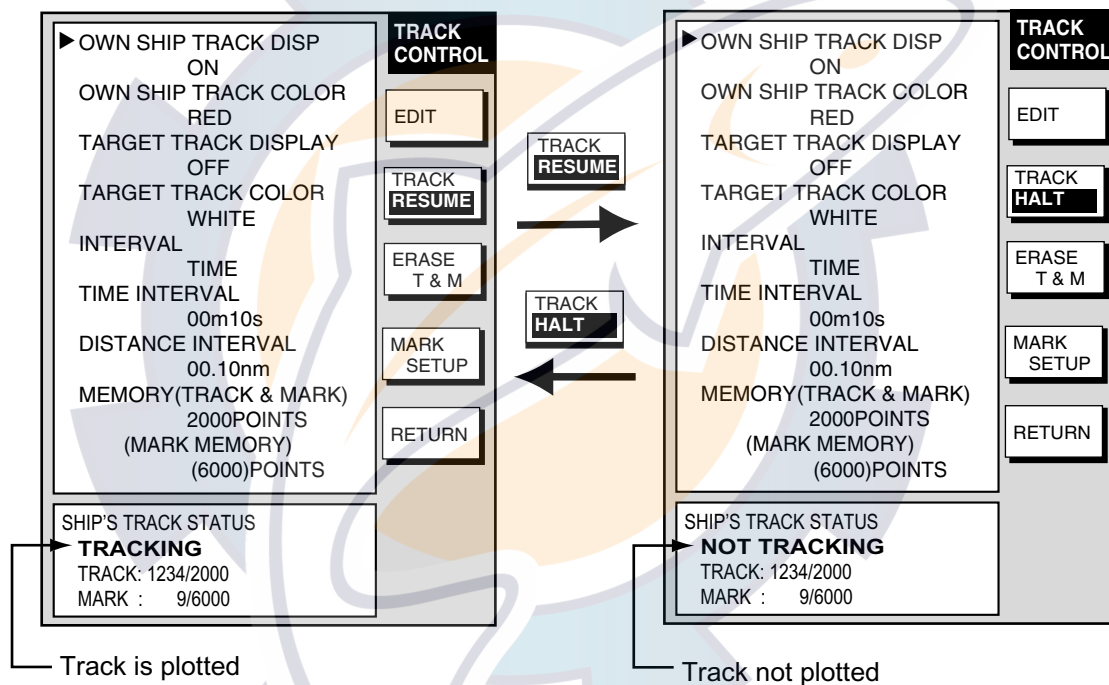 OWN SHIP TRACK DISP
ON
OWN SHIP TRACK COLOR
RED
TARGET TRACK DISPLAY
OFF
TARGET TRACK COLOR
WHITE
INTERVAL
TIME
TIME INTERVAL
00m10s
DISTANCE INTERVAL
00.10nm
MEMORY(TRACK & MARK)
2000POINTS
(MARK MEMORY)
(6000)POINTS
SHIP'S TRACK STATUS
TRACKING
TRACK: 1234/2000
MARK : 9/6000
Track is plotted
TRACK
CONTROL
EDIT
TRACK
RESUME
ERASE
T & M
MARK
SETUP
RETURN
TRACK
RESUME
TRACK
HALT
OWN SHIP TRACK DISP
ON
OWN SHIP TRACK COLOR
RED
TARGET TRACK DISPLAY
OFF
TARGET TRACK COLOR
WHITE
INTERVAL
TIME
TIME INTERVAL
00m10s
DISTANCE INTERVAL
00.10nm
MEMORY(TRACK & MARK)
2000POINTS
(MARK MEMORY)
(6000)POINTS
SHIP'S TRACK STATUS
NOT TRACKING
TRACK: 1234/2000
MARK : 9/6000
Track not plotted
TRACK
CONTROL
EDIT
TRACK
HALT
ERASE
T & M
MARK
SETUP
RETURN